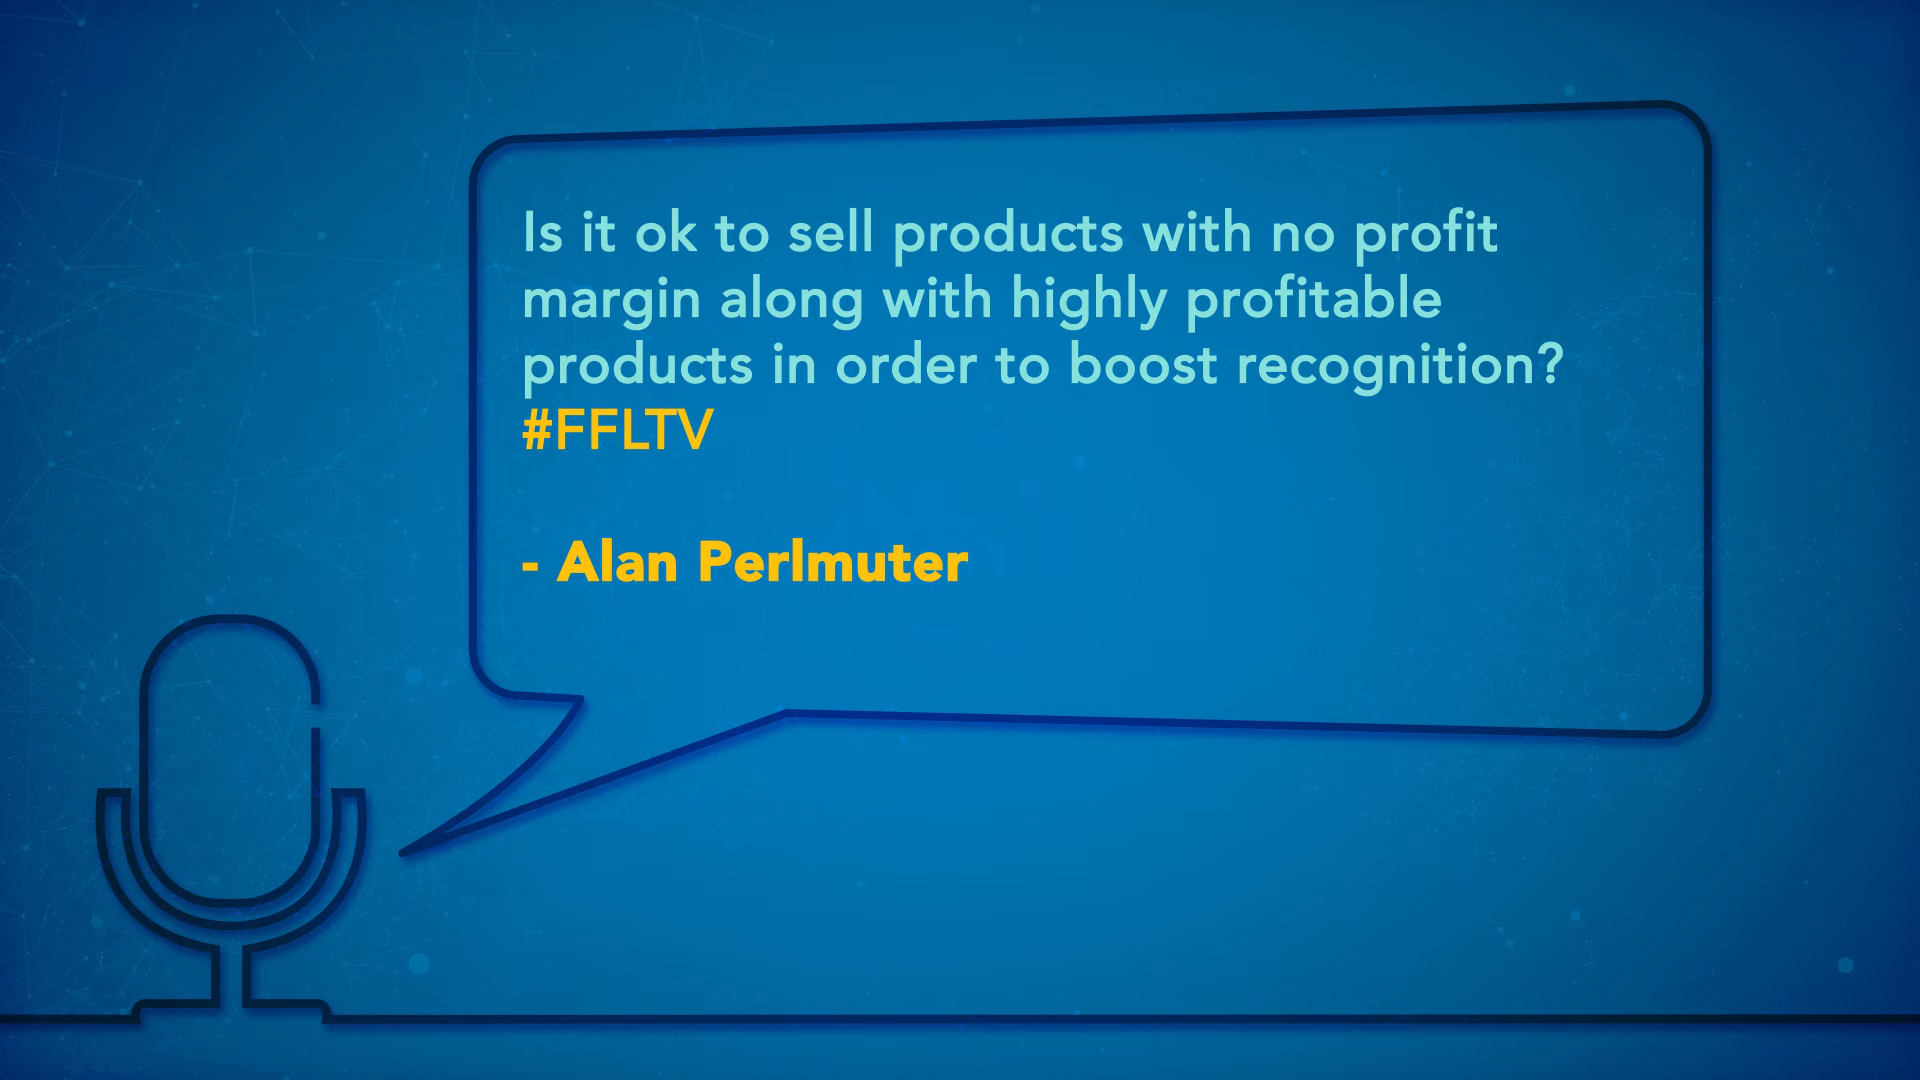 Is it ok to sell products with no profit
margin along with highly profitable
products in order to boost recognition?
#FFLTV
- Alan Perlmuter